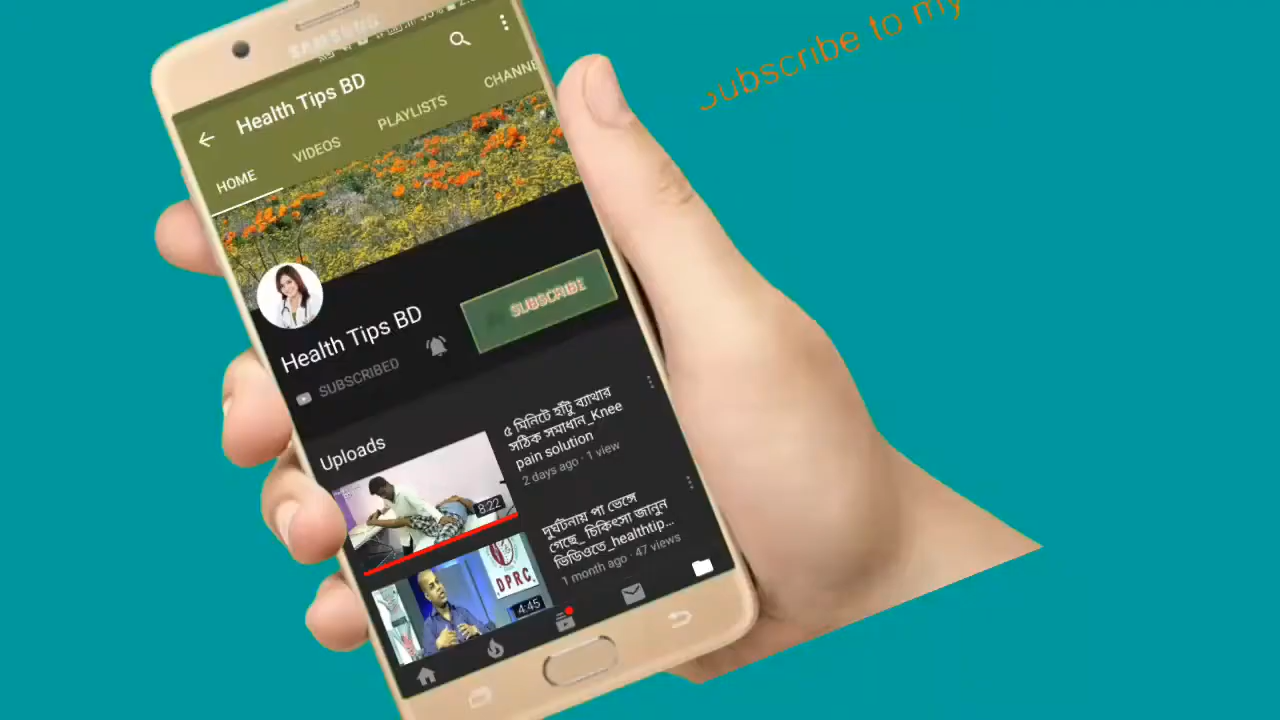 Subscribe to my
SAMSUNG
Health Tips BD
HOME
VIDEOS
PLAYLISTS
CHANNE
Health Tips BD
SUBSCRIBE
SUBSCRIBED
Uploads
৫ মিনিটে হাঁটু ব্যাথার
সঠিক সমাধান_Knee
pain solution
2 days ago · 1 view
8:22
দুর্ঘটনায় পা ভেঙ্গে
গেছে_ চিকিৎসা জানুন
ভিডিওতে_healthtip...
1 month ago · 47 views
DPRC
4:45